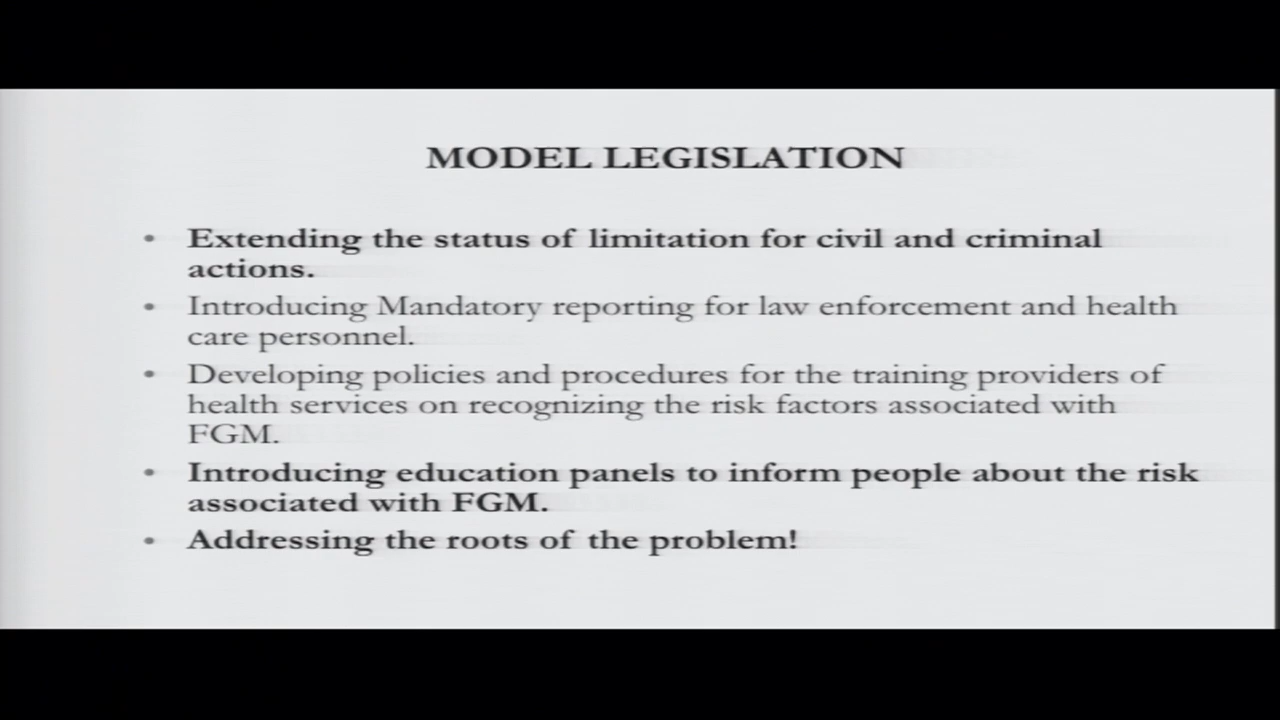 MODEL LEGISLATION
• Extending the status of limitation for civil and criminal
actions.
• Introducing Mandatory reporting for law enforcement and health
care personnel.
• Developing policies and procedures for the training providers of
health services on recognizing the risk factors associated with
FGM.
• Introducing education panels to inform people about the risk
associated with FGM.
• Addressing the roots of the problem!